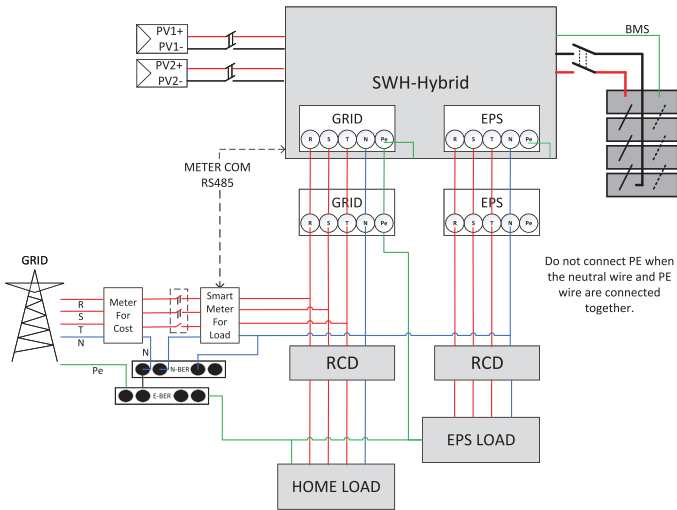 PV1+
PV1-
PV2+
PV2-
SWH-Hybrid
BMS
GRID
R S T N Pe
EPS
R S T N Pe
METER COM
RS485
GRID
R S T N Pe
EPS
R S T N Pe
Do not connect PE when
the neutral wire and PE
wire are connected
together.
GRID
R
S
T
N
Pe
Meter
For
Cost
Smart
Meter
For
Load
N
N-BER
E-BER
RCD
RCD
EPS LOAD
HOME LOAD